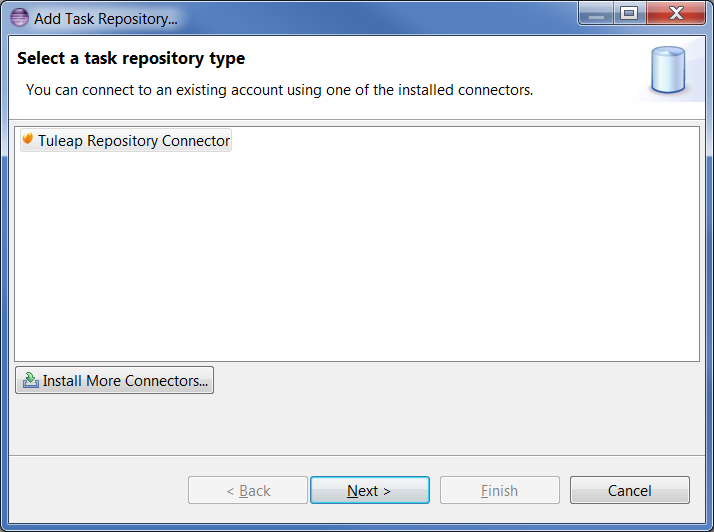 Add Task Repository...
Select a task repository type
You can connect to an existing account using one of the installed connectors.
Tuleap Repository Connector
Install More Connectors...
< Back Next > Finish Cancel